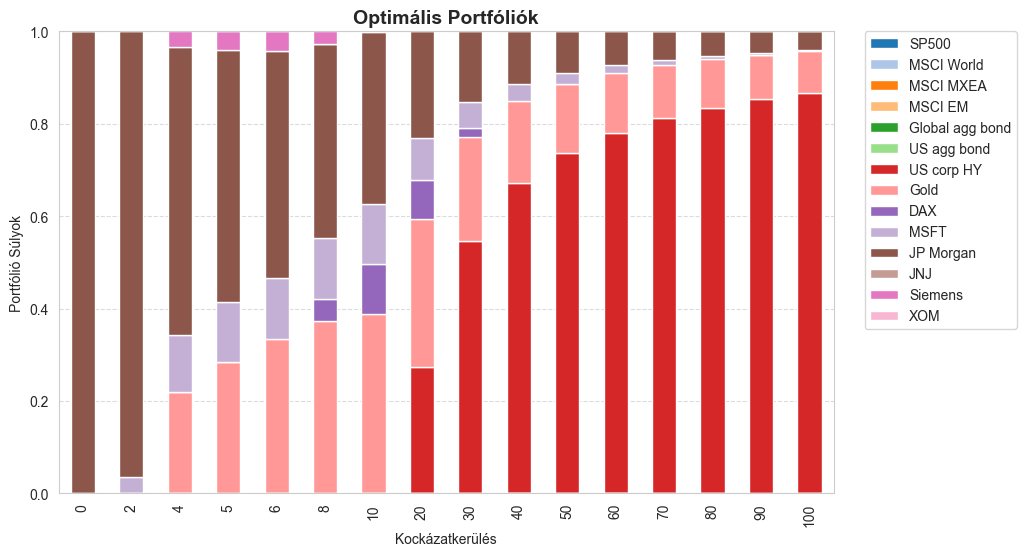 Optimális Portfóliók
1.0
0.8
0.6
0.4
0.2
0.0
Portfólió Súlyok
0 2 4 5 6 8 10 20 30 40 50 60 70 80 90 100
Kockázatkerülés
SP500
MSCI World
MSCI MXEA
MSCI EM
Global agg bond
US agg bond
US corp HY
Gold
DAX
MSFT
JP Morgan
JNJ
Siemens
XOM